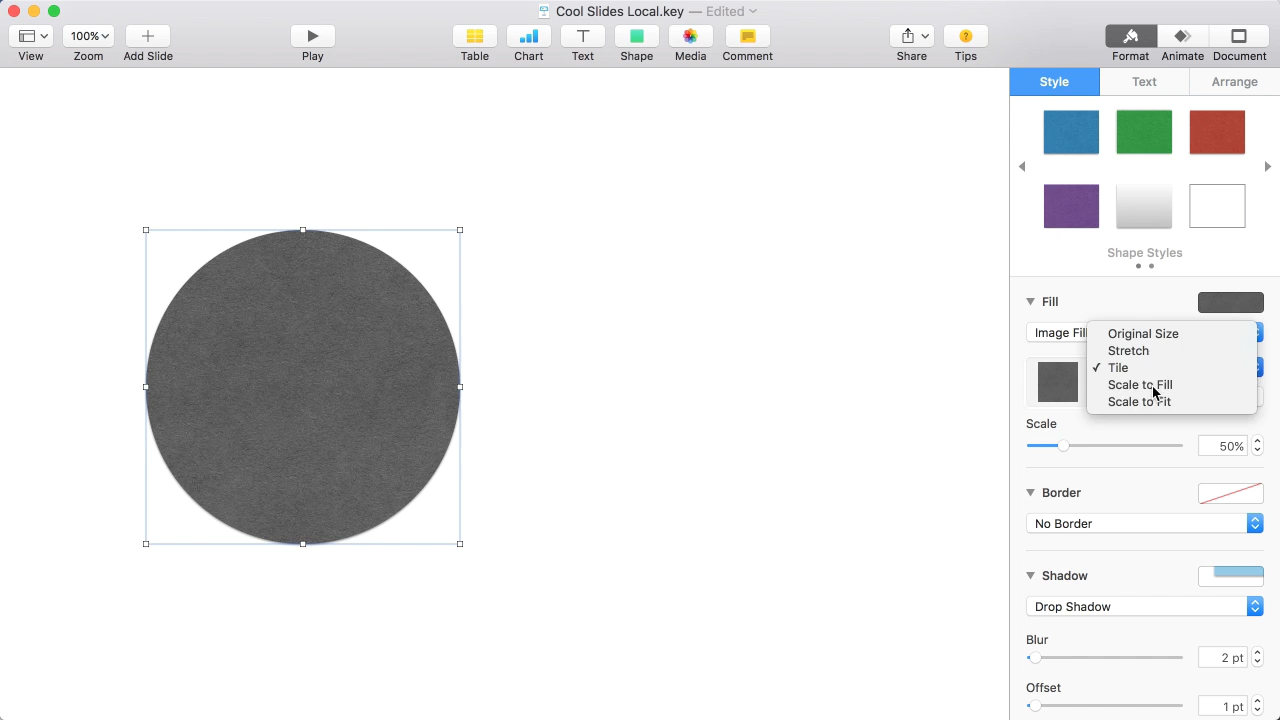 Cool Slides Local.key — Edited
100%
View Zoom Add Slide Play Table Chart Text Shape Media Comment Share Tips Format Animate Document
Style Text Arrange
Shape Styles
Fill
Image Fill
Original Size
Stretch
✓ Tile
Scale to Fill
Scale to Fit
Scale
50%
Border
No Border
Shadow
Drop Shadow
Blur
2 pt
Offset
1 pt